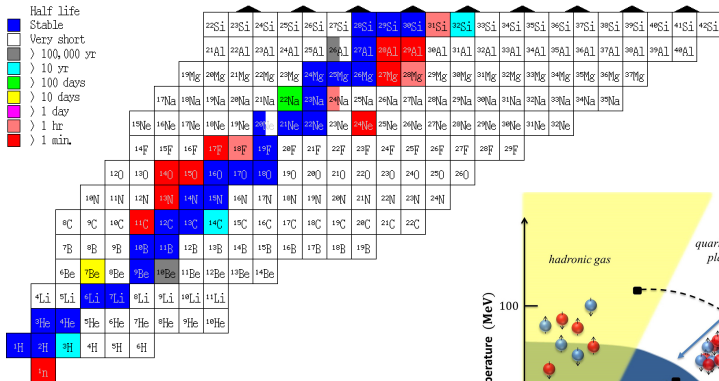 Half life
Stable
Very short
> 100,000 yr
> 10 yr
> 100 days
> 10 days
> 1 day
> 1 hr
> 1 min.
22Si 23Si 24Si 25Si 26Si 27Si 28Si 29Si 30Si 31Si 32Si 33Si 34Si 35Si 36Si 37Si 38Si 39Si 40Si 41Si 42Si
21Al 22Al 23Al 24Al 25Al 26Al 27Al 28Al 29Al 30Al 31Al 32Al 33Al 34Al 35Al 36Al 37Al 38Al 39Al 40Al
19Mg 20Mg 21Mg 22Mg 23Mg 24Mg 25Mg 26Mg 27Mg 28Mg 29Mg 30Mg 31Mg 32Mg 33Mg 34Mg 35Mg 36Mg 37Mg
17Na 18Na 19Na 20Na 21Na 22Na 23Na 24Na 25Na 26Na 27Na 28Na 29Na 30Na 31Na 32Na 33Na 34Na 35Na
15Ne 16Ne 17Ne 18Ne 19Ne 20Ne 21Ne 22Ne 23Ne 24Ne 25Ne 26Ne 27Ne 28Ne 29Ne 30Ne 31Ne 32Ne
14F 15F 16F 17F 18F 19F 20F 21F 22F 23F 24F 25F 26F 27F 28F 29F
12O 13O 14O 15O 16O 17O 18O 19O 20O 21O 22O 23O 24O 25O 26O
10N 11N 12N 13N 14N 15N 16N 17N 18N 19N 20N 21N 22N 23N 24N
8C 9C 10C 11C 12C 13C 14C 15C 16C 17C 18C 19C 20C 21C 22C
7B 8B 9B 10B 11B 12B 13B 14B 15B 16B 17B 18B 19B
6Be 7Be 8Be 9Be 10Be 11Be 12Be 13Be 14Be
4Li 5Li 6Li 7Li 8Li 9Li 10Li 11Li
3He 4He 5He 6He 7He 8He 9He 10He
1H 2H 3H 4H 5H 6H
1n
hadronic gas
quar
pla
100
perature (MeV)